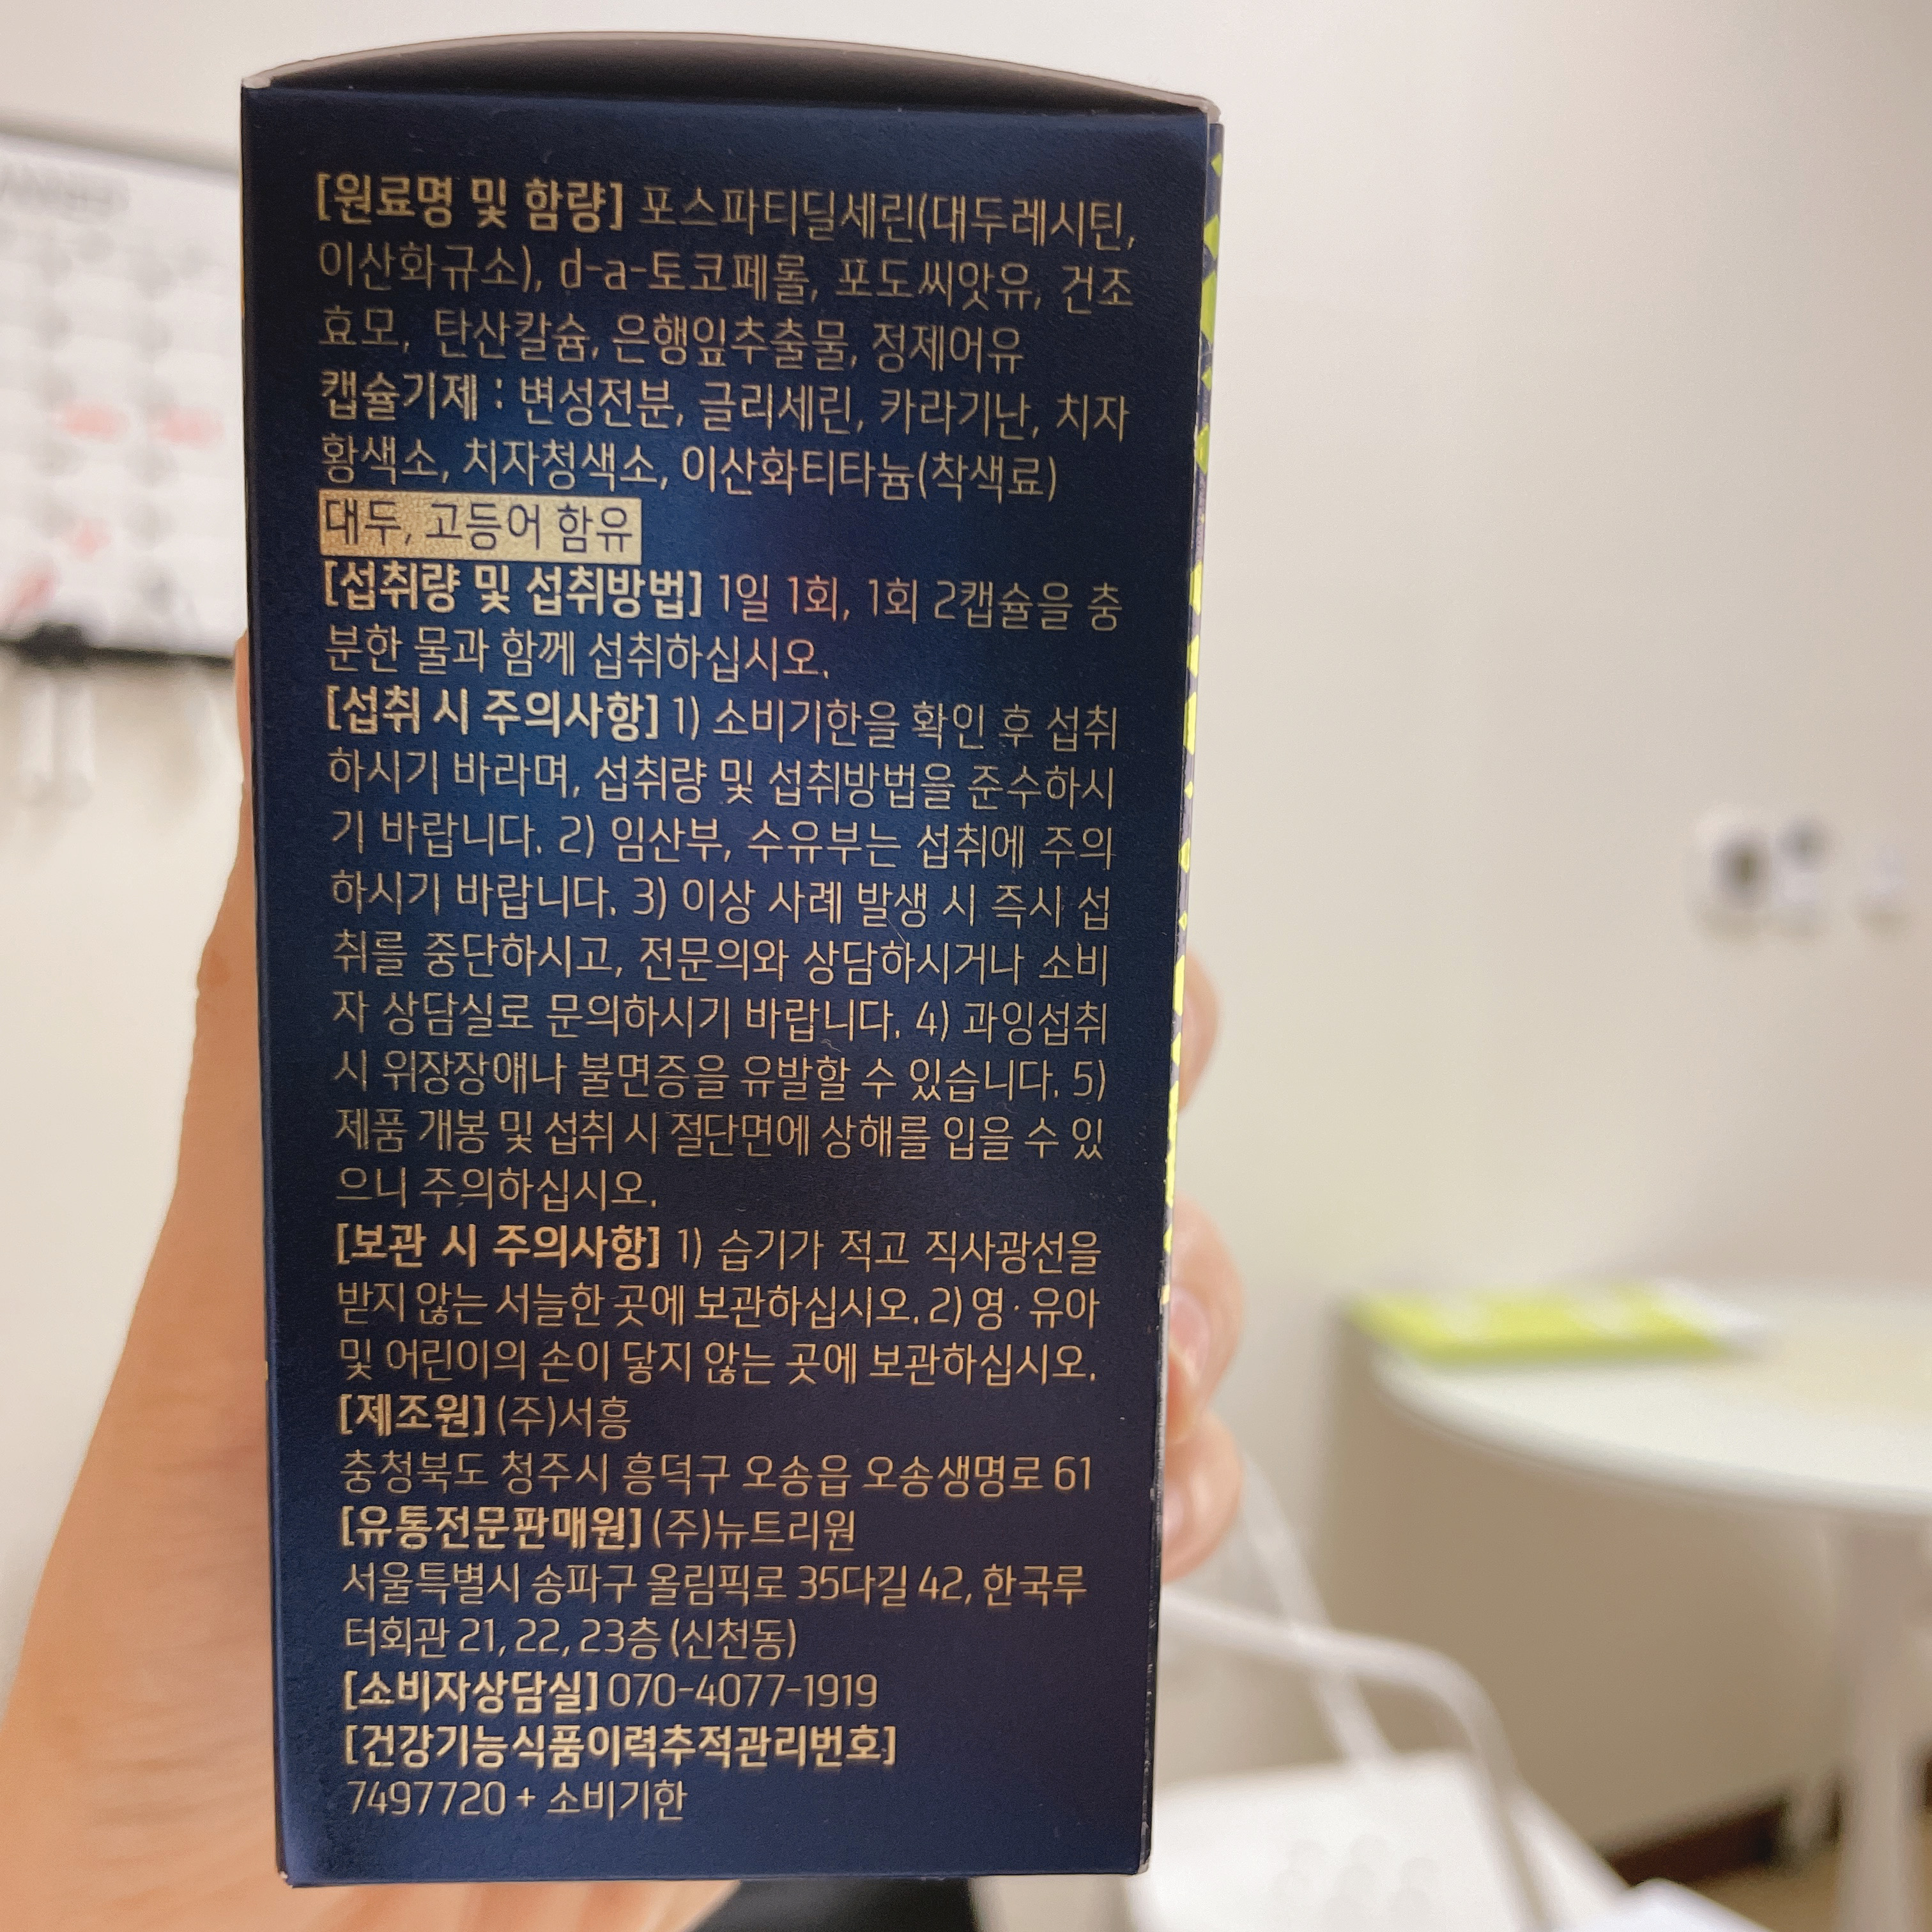 [원료명 및 함량] 포스파티딜세린(대두레시틴,
이산화규소), d-a-토코페롤, 포도씨앗유, 건조
효모, 탄산칼슘, 은행잎추출물, 정제어유
캡슐기제 : 변성전분, 글리세린, 카라기난, 치자
황색소, 치자청색소, 이산화티타늄(착색료)
대두, 고등어 함유
[섭취량 및 섭취방법] 1일 1회, 1회 2캡슐을 충
분한 물과 함께 섭취하십시오.
[섭취 시 주의사항] 1) 소비기한을 확인 후 섭취
하시기 바라며, 섭취량 및 섭취방법을 준수하시
기 바랍니다. 2) 임산부, 수유부는 섭취에 주의
하시기 바랍니다. 3) 이상 사례 발생 시 즉시 섭
취를 중단하시고, 전문의와 상담하시거나 소비
자 상담실로 문의하시기 바랍니다. 4) 과잉섭취
시 위장장애나 불면증을 유발할 수 있습니다. 5)
제품 개봉 및 섭취 시 절단면에 상해를 입을 수 있
으니 주의하십시오.
[보관 시 주의사항] 1) 습기가 적고 직사광선을
받지 않는 서늘한 곳에 보관하십시오. 2) 영·유아
및 어린이의 손이 닿지 않는 곳에 보관하십시오.
[제조원] (주)서흥
충청북도 청주시 흥덕구 오송읍 오송생명로 61
[유통전문판매원] (주)뉴트리원
서울특별시 송파구 올림픽로 35다길 42, 한국루
터회관 21, 22, 23층 (신천동)
[소비자상담실] 070-4077-1919
[건강기능식품이력추적관리번호]
7497720 + 소비기한